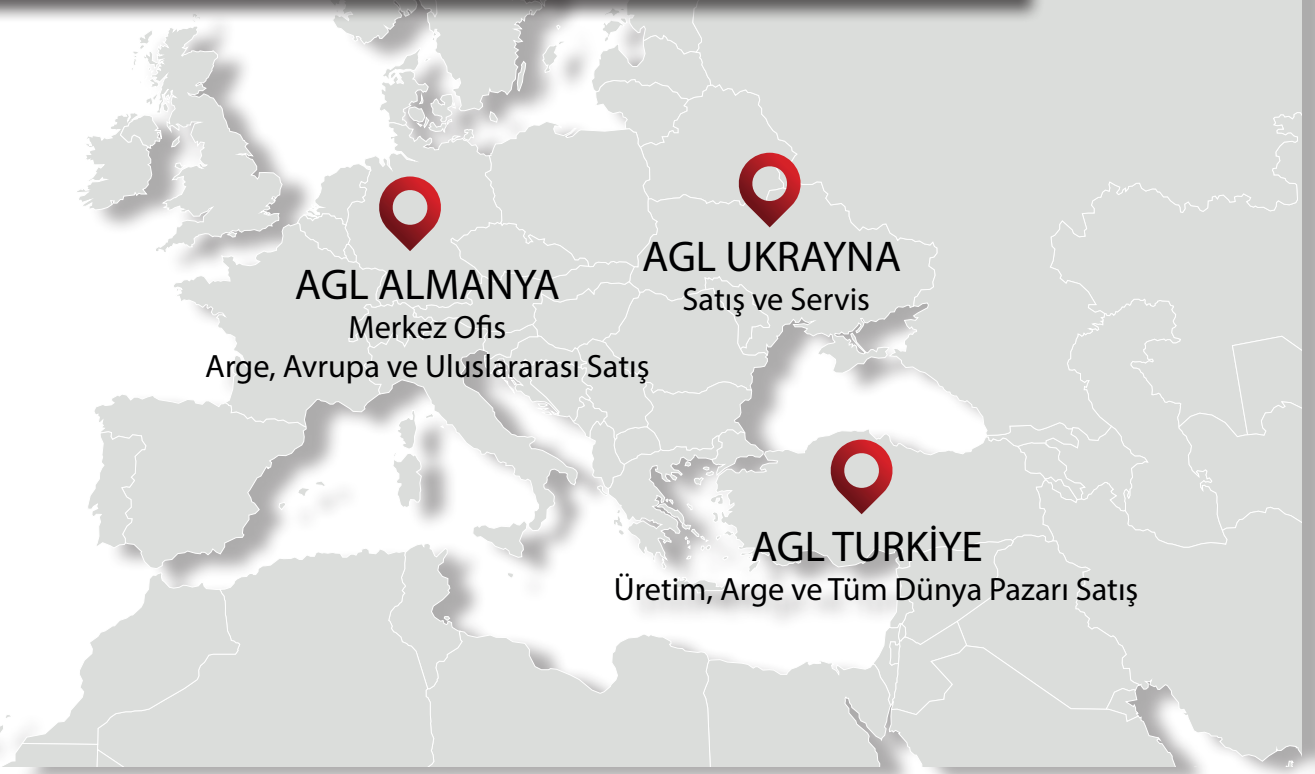 AGL UKRAYNA
Satış ve Servis
AGL ALMANYA
Merkez Ofis
Arge, Avrupa ve Uluslararası Satış
AGL TURKİYE
Üretim, Arge ve Tüm Dünya Pazarı Satış